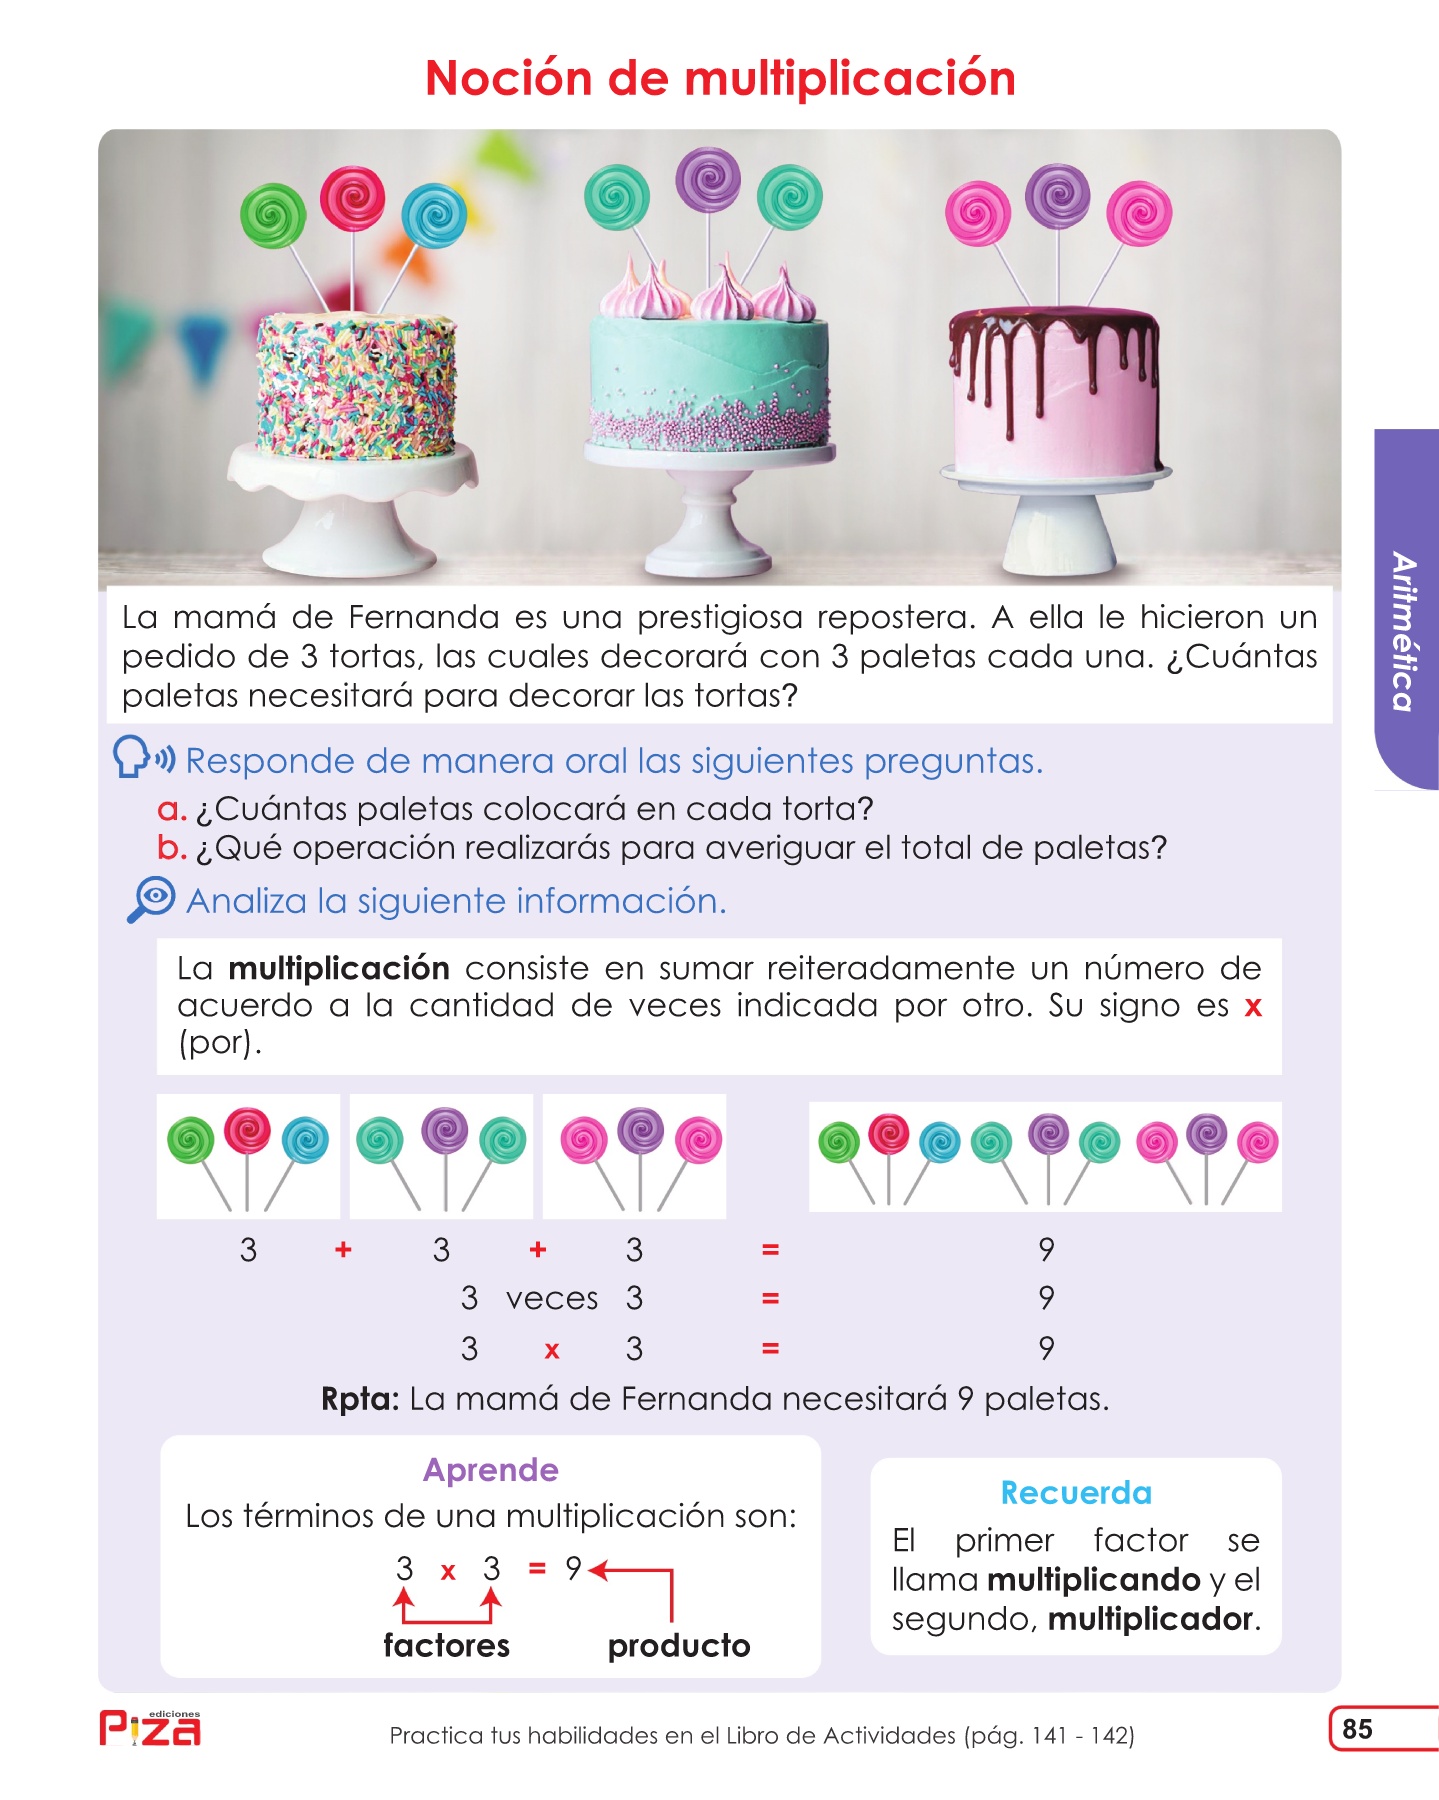 Noción de multiplicación
La mamá de Fernanda es una prestigiosa repostera. A ella le hicieron un
pedido de 3 tortas, las cuales decorará con 3 paletas cada una. ¿Cuántas
paletas necesitará para decorar las tortas?
Aritmética
Responde de manera oral las siguientes preguntas.
a. ¿Cuántas paletas colocará en cada torta?
b. ¿Qué operación realizarás para averiguar el total de paletas?
Analiza la siguiente información.
La multiplicación consiste en sumar reiteradamente un número de
acuerdo a la cantidad de veces indicada por otro. Su signo es x
(por).
3 + 3 + 3 = 9
3 veces 3 = 9
3 x 3 = 9
Rpta: La mamá de Fernanda necesitará 9 paletas.
Aprende
Los términos de una multiplicación son:
3 x 3 = 9
factores producto
Recuerda
El primer factor se
llama multiplicando y el
segundo, multiplicador.
ediciones
Piza
Practica tus habilidades en el Libro de Actividades (pág. 141 - 142)
85